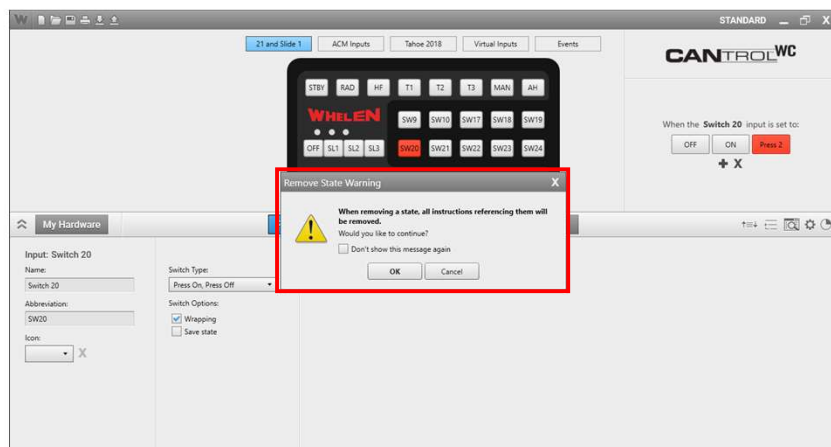 W STANDARD X
21 and Slide 1 ACM Inputs Tahoe 2018 Virtual Inputs Events
CANTROLWC
STBY RAD HF T1 T2 T3 MAN AH
WHELEN
SW9 SW10 SW17 SW18 SW19
OFF SL1 SL2 SL3 SW20 SW21 SW22 SW23 SW24
When the Switch 20 input is set to:
OFF ON Press 2
+ X
Remove State Warning X
When removing a state, all instructions referencing them will
be removed.
Would you like to continue?
Don't show this message again
OK Cancel
My Hardware
Input: Switch 20
Name:
Switch 20
Abbreviation:
SW20
Icon:
X
Switch Type:
Press On, Press Off
Switch Options:
Wrapping
Save state